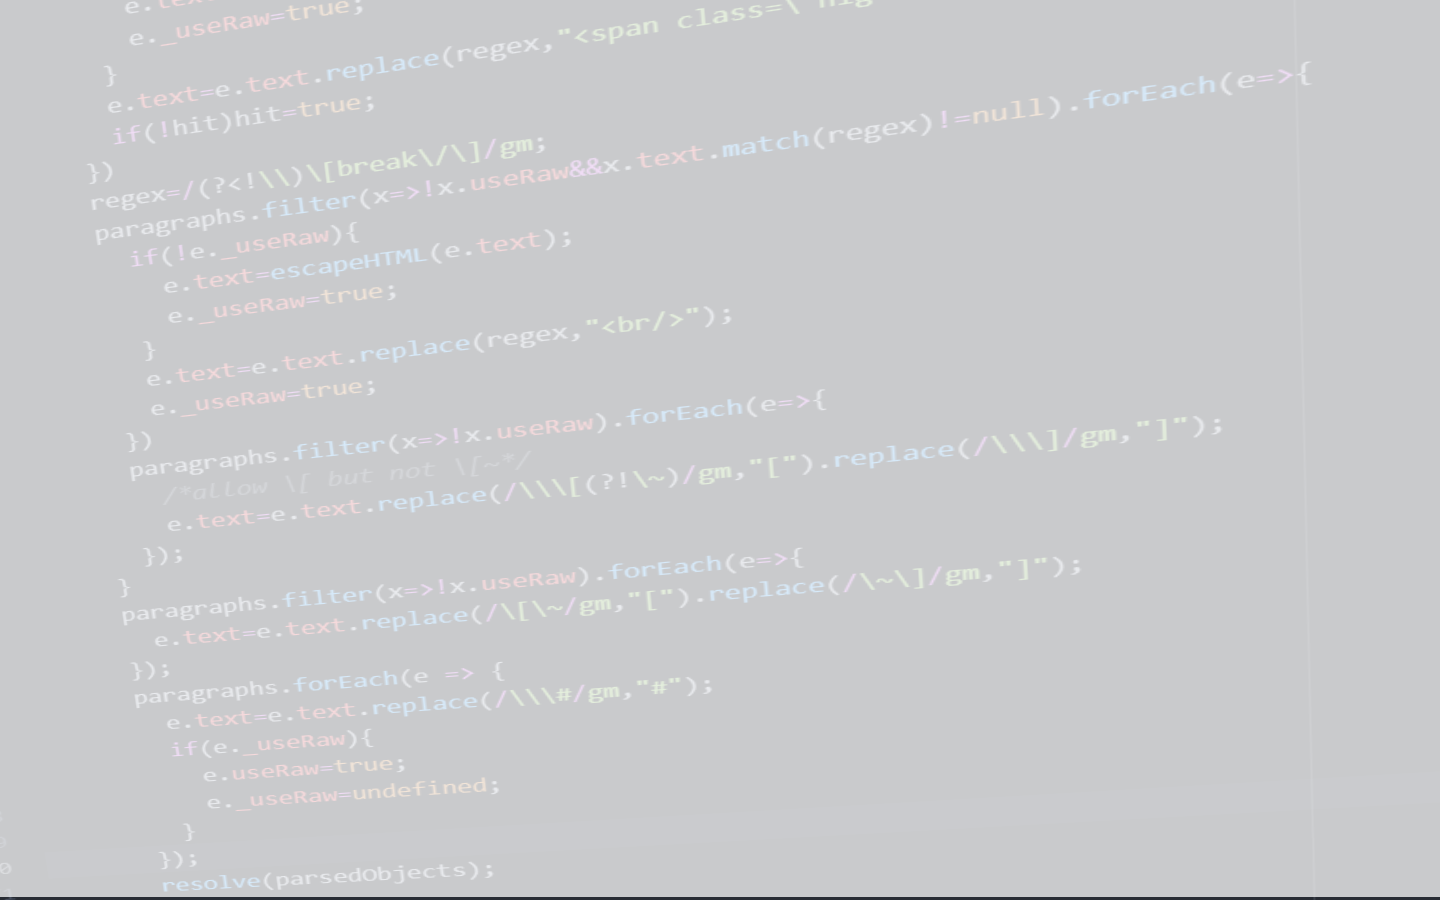 e.
e._useRaw=true;
}
e.text=e.text.replace(regex,"<span class=\
if(!hit)hit=true;
})
regex=/(?<!\\)\[break\/\]/gm;
paragraphs.filter(x=>!x.useRaw&&x.text.match(regex)!=null).forEach(e=>{
if(!e._useRaw){
e.text=escapeHTML(e.text);
e._useRaw=true;
}
e.text=e.text.replace(regex,"<br/>");
e._useRaw=true;
})
paragraphs.filter(x=>!x.useRaw).forEach(e=>{
/*allow \[ but not \[~*/
e.text=e.text.replace(/\\\[(?!\~)/gm,"[").replace(/\\\]/gm,"]");
});
}
paragraphs.filter(x=>!x.useRaw).forEach(e=>{
e.text=e.text.replace(/\[\~/gm,"[").replace(/\~\]/gm,"]");
});
paragraphs.forEach(e => {
e.text=e.text.replace(/\\\#/gm,"#");
if(e._useRaw){
e.useRaw=true;
e._useRaw=undefined;
}
});
resolve(parsedObjects);